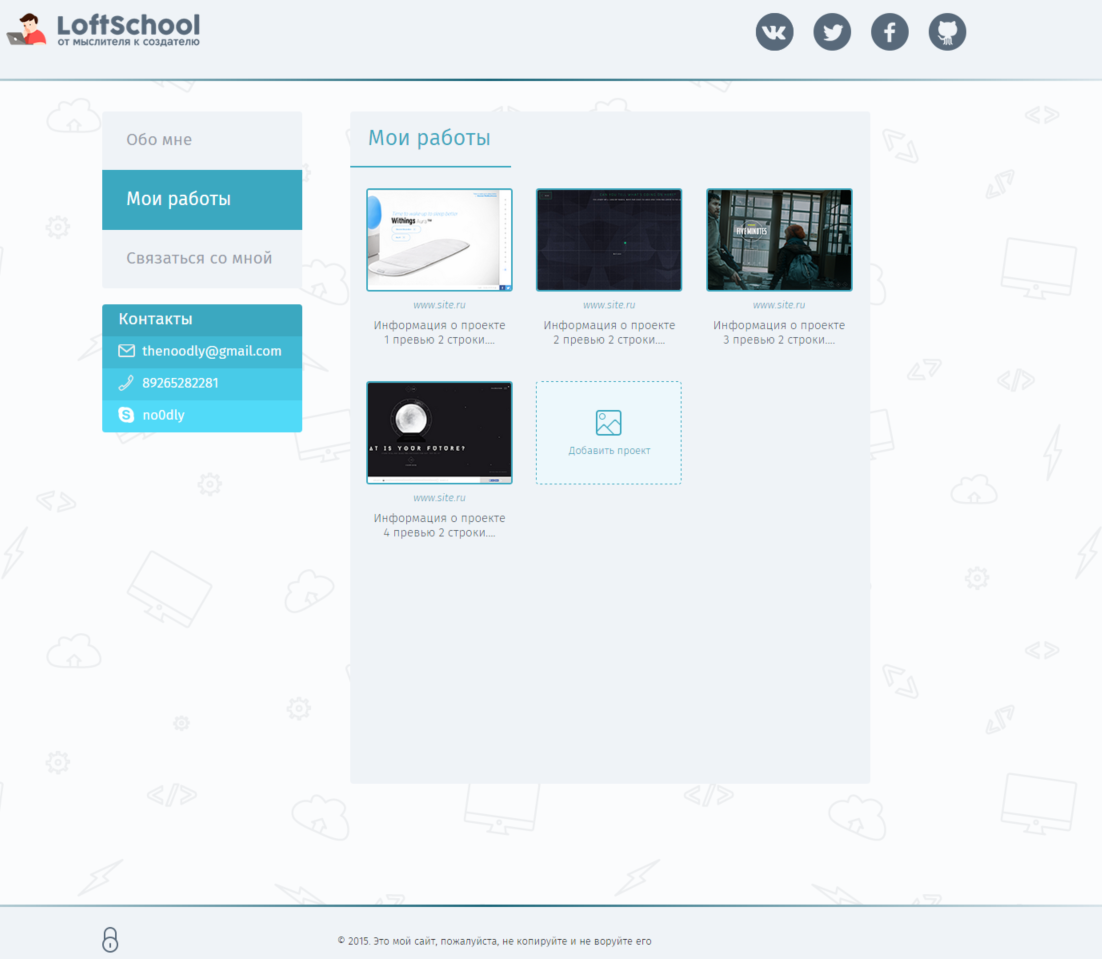 LoftSchool
от мыслителя к создателю
Обо мне
Мои работы
Связаться со мной
Контакты
thenoodly@gmail.com
89265282281
no0dly
Мои работы
Withings
www.site.ru
Информация о проекте
1 превью 2 строки....
www.site.ru
Информация о проекте
2 превью 2 строки....
FIVE MINUTES
www.site.ru
Информация о проекте
3 превью 2 строки....
AT IS YOUR FUTURE?
www.site.ru
Информация о проекте
4 превью 2 строки....
Добавить проект
© 2015. Это мой сайт, пожалуйста, не копируйте и не воруйте его